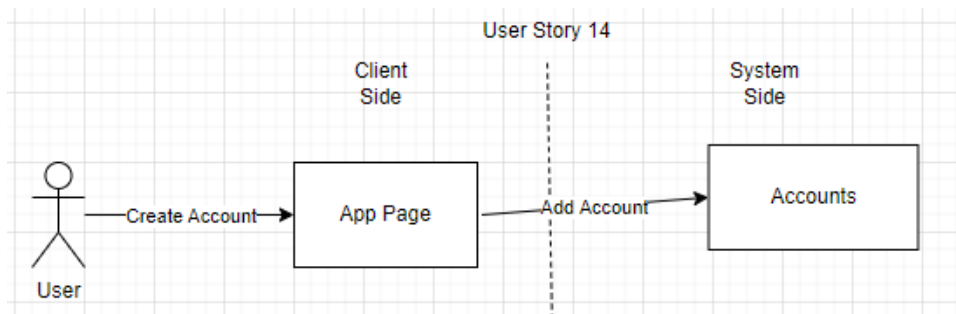 User Story 14
Client
Side
System
Side
Create Account
App Page
Add Account
Accounts
User